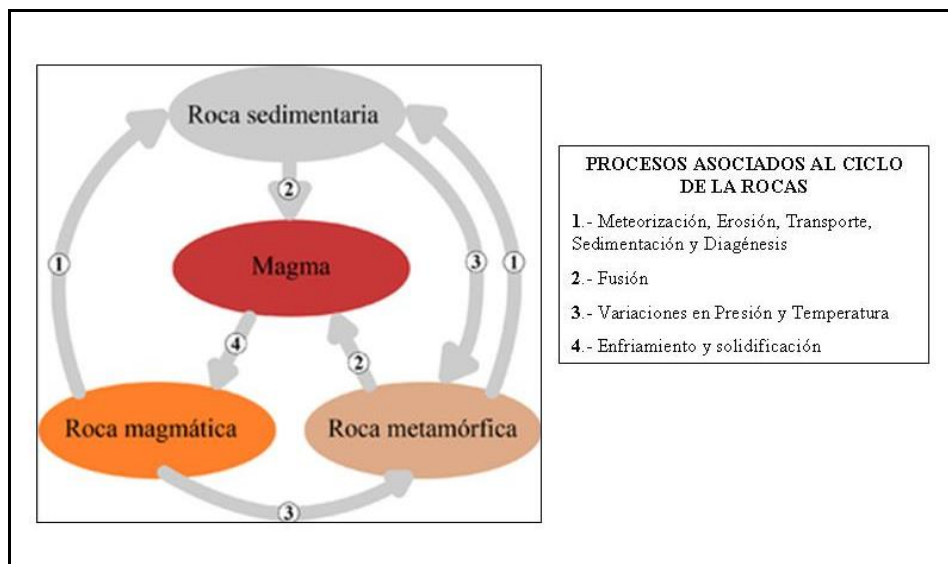 Roca sedimentaria
2
Magma
1
3
1
4
2
Roca magmática
Roca metamórfica
3
PROCESOS ASOCIADOS AL CICLO
DE LA ROCAS
1.- Meteorización, Erosión, Transporte,
Sedimentación y Diagénesis
2.- Fusión
3.- Variaciones en Presión y Temperatura
4.- Enfriamiento y solidificación